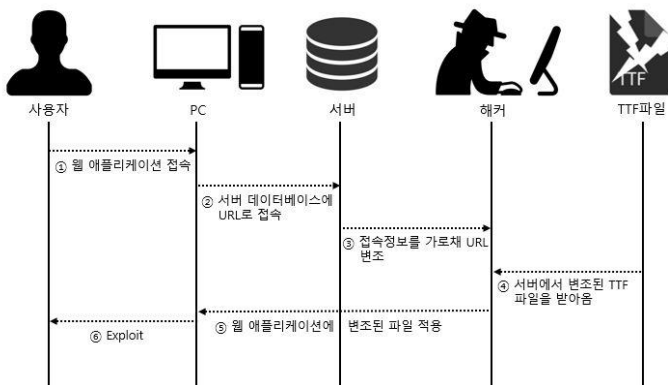 TTF
사용자
PC
서버
해커
TTF파일
① 웹 애플리케이션 접속
② 서버 데이터베이스에
URL로 접속
③ 접속정보를 가로채 URL
변조
④ 서버에서 변조된 TTF
파일을 받아옴
⑤ 웹 애플리케이션에 변조된 파일 적용
⑥ Exploit